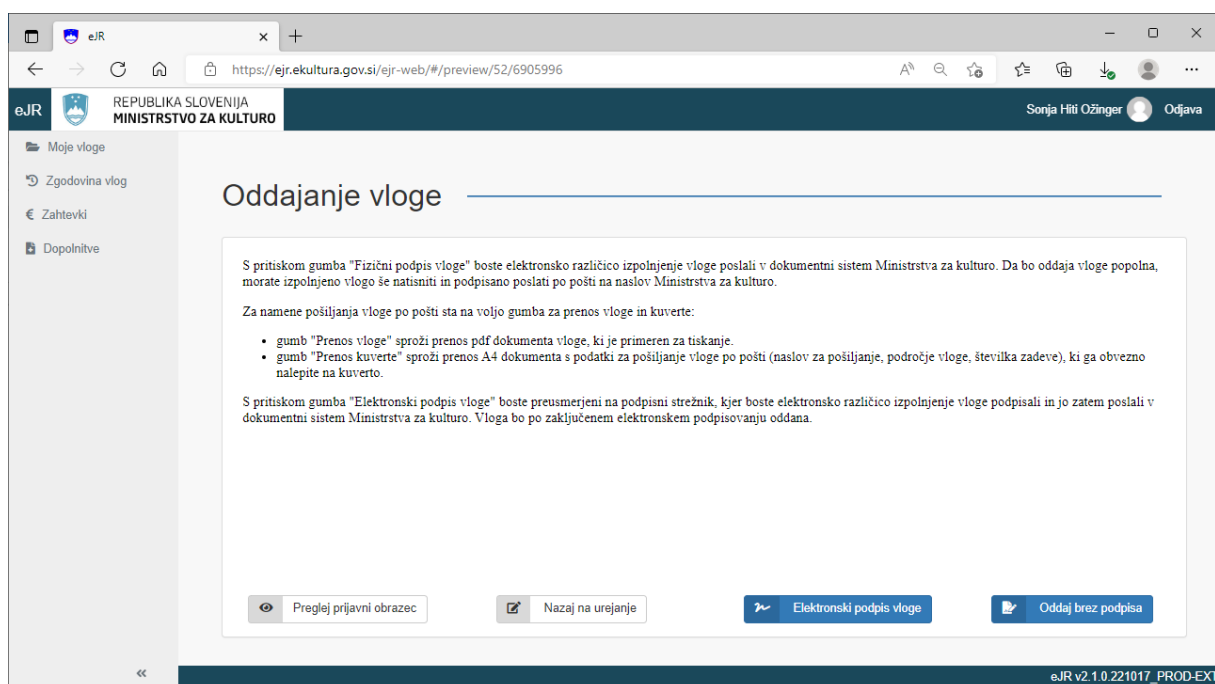 eJR
https://ejr.ekultura.gov.si/ejr-web/#/preview/52/6905996
eJR
REPUBLIKA SLOVENIJA
MINISTRSTVO ZA KULTURO
Sonja Hiti Ožinger
Odjava
Moje vloge
Zgodovina vlog
€ Zahtevki
Dopolnitve
Oddajanje vloge
S pritiskom gumba "Fizični podpis vloge" boste elektronsko različico izpolnjenje vloge poslali v dokumentni sistem Ministrstva za kulturo. Da bo oddaja vloge popolna,
morate izpolnjeno vlogo še natisniti in podpisano poslati po pošti na naslov Ministrstva za kulturo.
Za namene pošiljanja vloge po pošti sta na voljo gumba za prenos vloge in kuverte:
• gumb "Prenos vloge" sproži prenos pdf dokumenta vloge, ki je primeren za tiskanje.
• gumb "Prenos kuverte" sproži prenos A4 dokumenta s podatki za pošiljanje vloge po pošti (naslov za pošiljanje, področje vloge, številka zadeve), ki ga obvezno
nalepite na kuverto.
S pritiskom gumba "Elektronski podpis vloge" boste preusmerjeni na podpisni strežnik, kjer boste elektronsko različico izpolnjenje vloge podpisali in jo zatem poslali v
dokumentni sistem Ministrstva za kulturo. Vloga bo po zaključenem elektronskem podpisovanju oddana.
Preglej prijavni obrazec
Nazaj na urejanje
Elektronski podpis vloge
Oddaj brez podpisa
eJR v2.1.0.221017_PROD-EXT